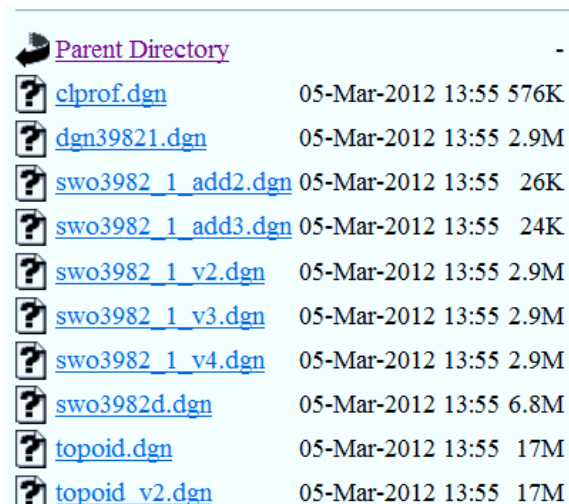 Parent Directory -
clprof.dgn 05-Mar-2012 13:55 576K
dgn39821.dgn 05-Mar-2012 13:55 2.9M
swo3982_1_add2.dgn 05-Mar-2012 13:55 26K
swo3982_1_add3.dgn 05-Mar-2012 13:55 24K
swo3982_1_v2.dgn 05-Mar-2012 13:55 2.9M
swo3982_1_v3.dgn 05-Mar-2012 13:55 2.9M
swo3982_1_v4.dgn 05-Mar-2012 13:55 2.9M
swo3982d.dgn 05-Mar-2012 13:55 6.8M
topoid.dgn 05-Mar-2012 13:55 17M
topoid_v2.dgn 05-Mar-2012 13:55 17M